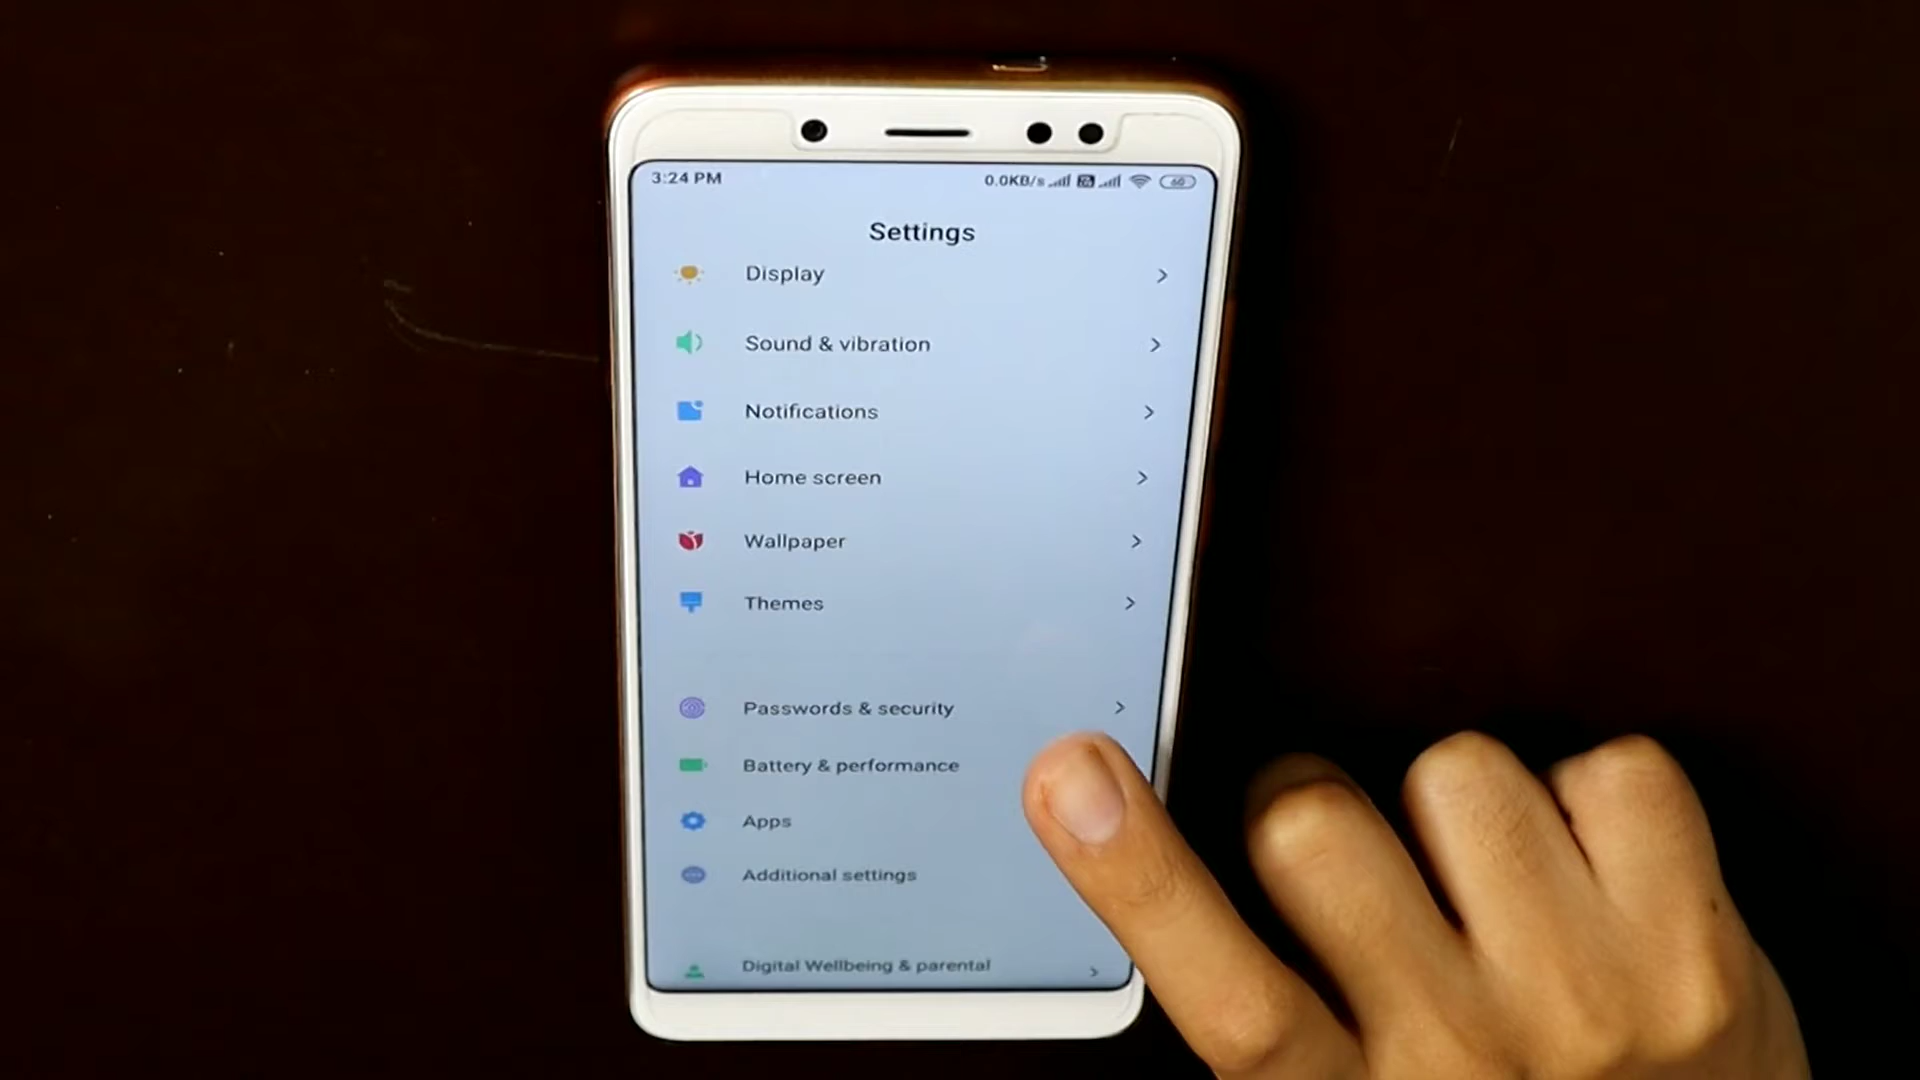 3:24 PM 0.0KB/s 60
Settings
Display
Sound & vibration
Notifications
Home screen
Wallpaper
Themes
Passwords & security
Battery & performance
Apps
Additional settings
Digital Wellbeing & parental